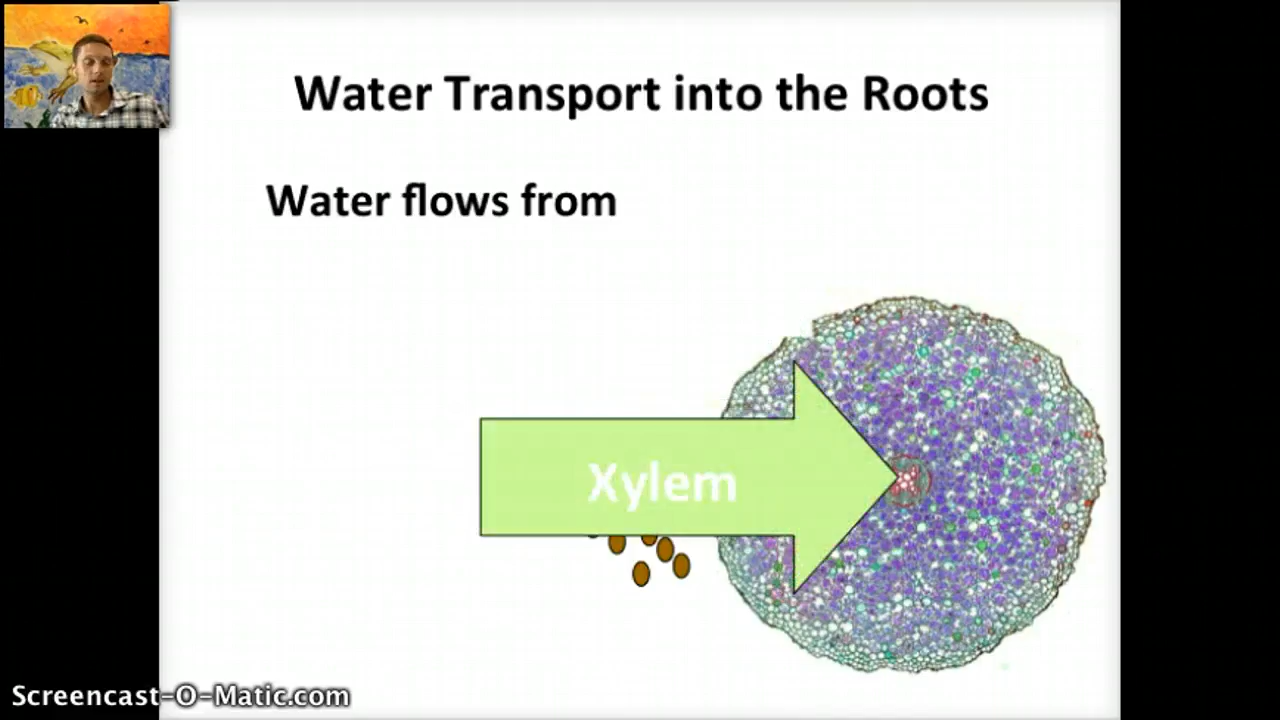 Water Transport into the Roots
Water flows from
Xylem
Screencast-O-Matic.com